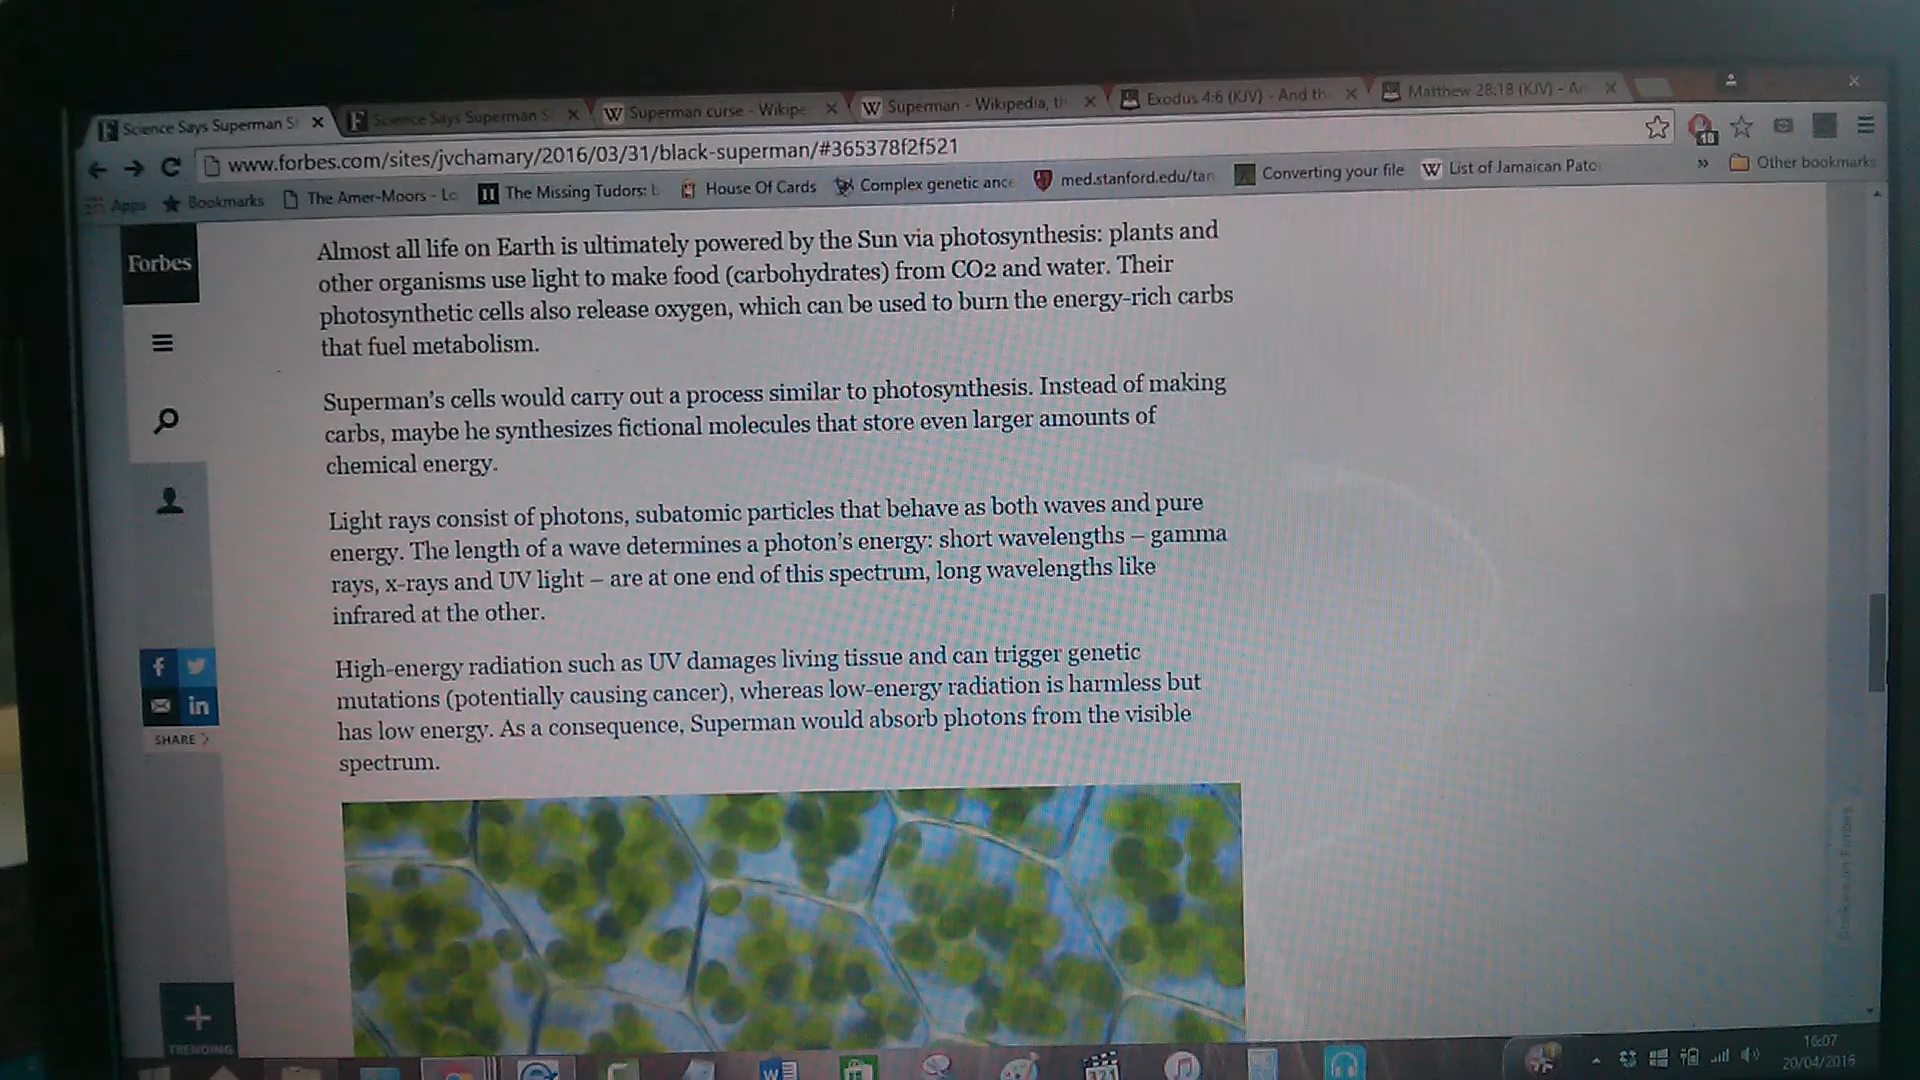 Science Says Superman S
Science Says Superman S
Superman curse - Wikipe
Superman - Wikipedia, th
Exodus 4:6 (KJV) - And th
Matthew 28:18 (KJV) - An
www.forbes.com/sites/jvchamary/2016/03/31/black-superman/#365378f2f521
18
Apps
Bookmarks
The Amer-Moors - Lo
The Missing Tudors: b
House Of Cards
Complex genetic ance
med.stanford.edu/tan
Converting your file
List of Jamaican Pato
Other bookmarks
Forbes
Almost all life on Earth is ultimately powered by the Sun via photosynthesis: plants and
other organisms use light to make food (carbohydrates) from CO2 and water. Their
photosynthetic cells also release oxygen, which can be used to burn the energy-rich carbs
that fuel metabolism.
Superman's cells would carry out a process similar to photosynthesis. Instead of making
carbs, maybe he synthesizes fictional molecules that store even larger amounts of
chemical energy.
Light rays consist of photons, subatomic particles that behave as both waves and pure
energy. The length of a wave determines a photon's energy: short wavelengths – gamma
rays, x-rays and UV light – are at one end of this spectrum, long wavelengths like
infrared at the other.
High-energy radiation such as UV damages living tissue and can trigger genetic
mutations (potentially causing cancer), whereas low-energy radiation is harmless but
has low energy. As a consequence, Superman would absorb photons from the visible
spectrum.
SHARE
TRENDING
321
16:07
20/04/2016